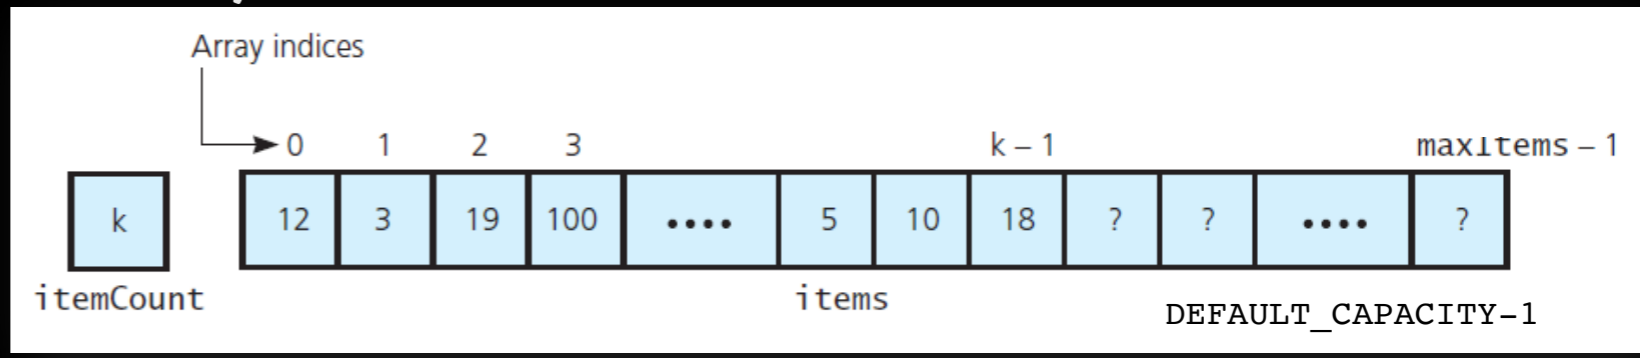 Array indices
0 1 2 3 k – 1 maxItems – 1
k 12 3 19 100 •••• 5 10 18 ? ? •••• ?
itemCount items
DEFAULT_CAPACITY-1